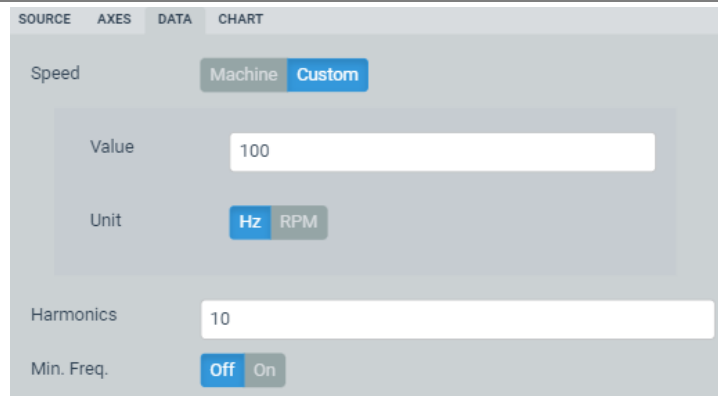 SOURCE AXES DATA CHART
Speed Machine Custom
Value 100
Unit Hz RPM
Harmonics 10
Min. Freq. Off On